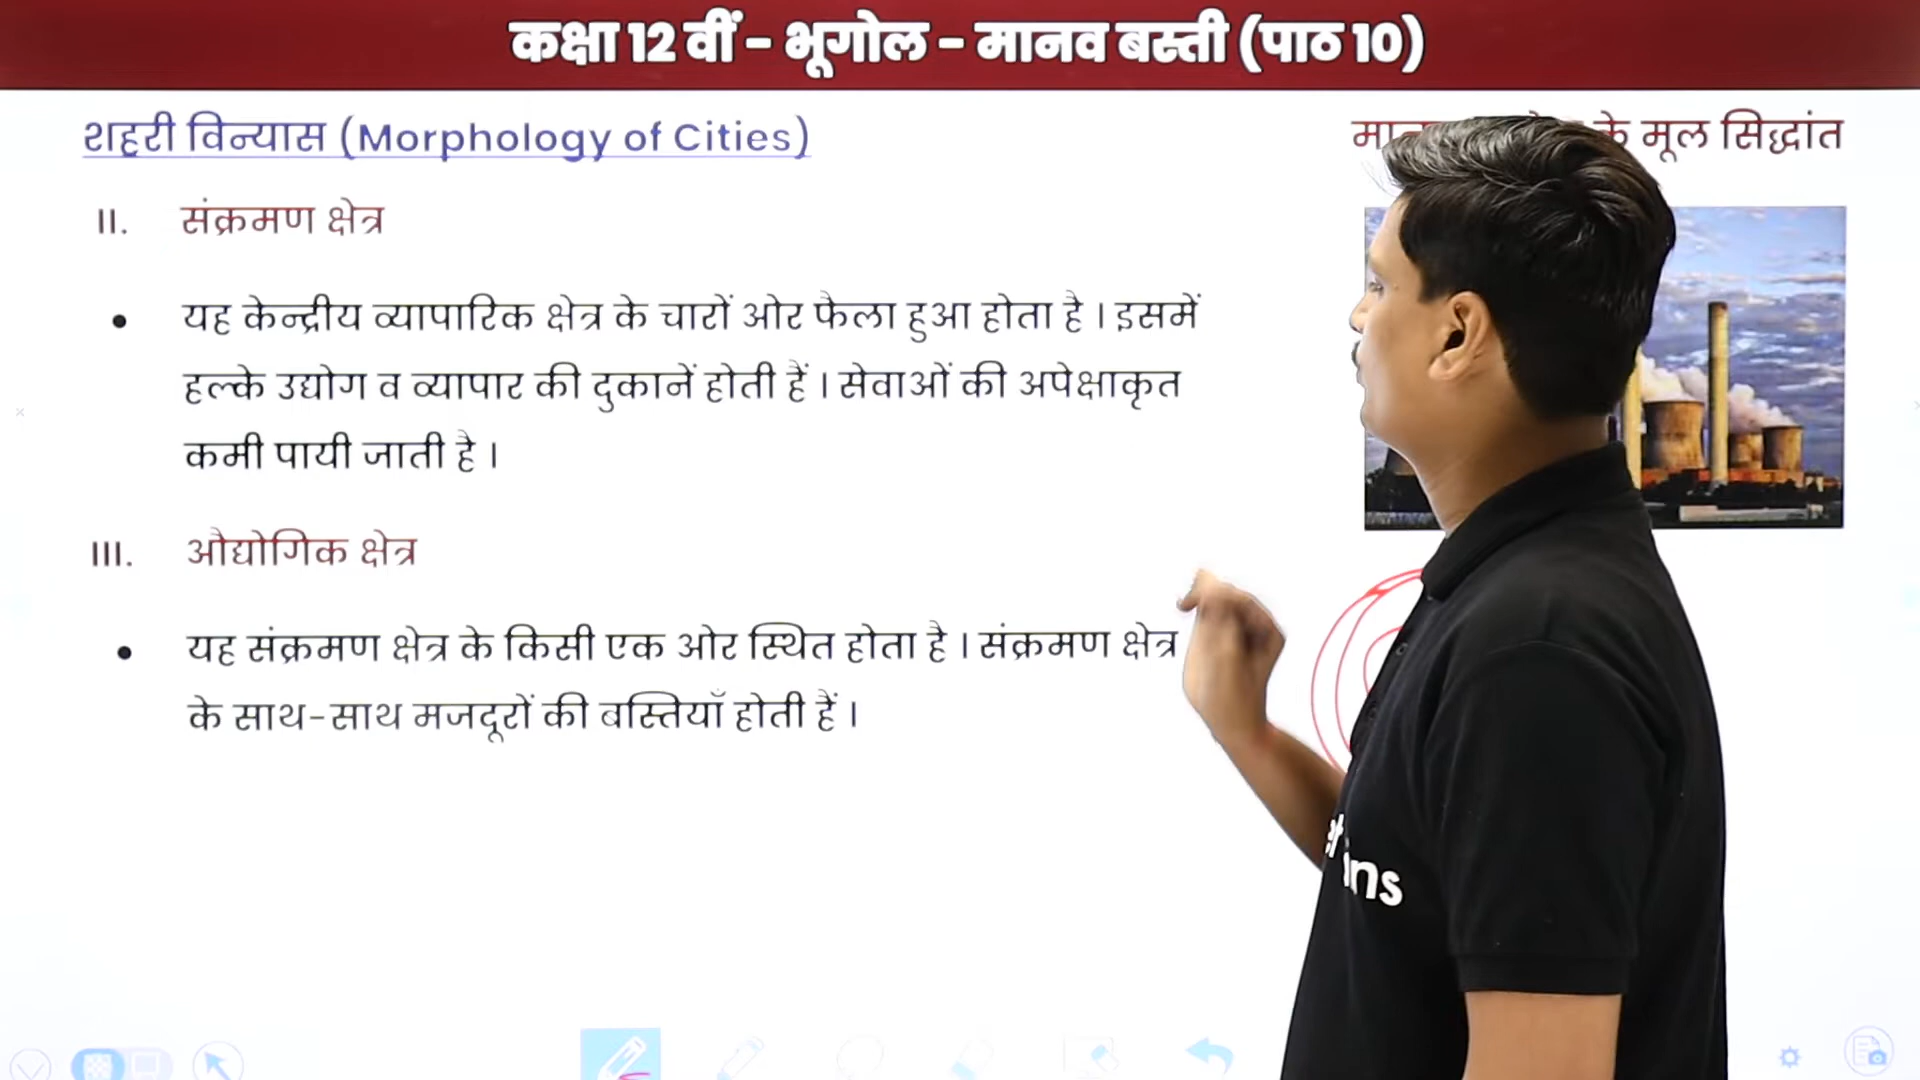 कक्षा 12 वीं - भूगोल - मानव बस्ती (पाठ 10)
शहरी विन्यास (Morphology of Cities)
के मूल सिद्धांत
II. संक्रमण क्षेत्र
• यह केन्द्रीय व्यापारिक क्षेत्र के चारों ओर फैला हुआ होता है । इसमें
हल्के उद्योग व व्यापार की दुकानें होती हैं । सेवाओं की अपेक्षाकृत
कमी पायी जाती है ।
III. औद्योगिक क्षेत्र
• यह संक्रमण क्षेत्र के किसी एक ओर स्थित होता है । संक्रमण क्षेत्र
के साथ-साथ मजदूरों की बस्तियाँ होती हैं ।